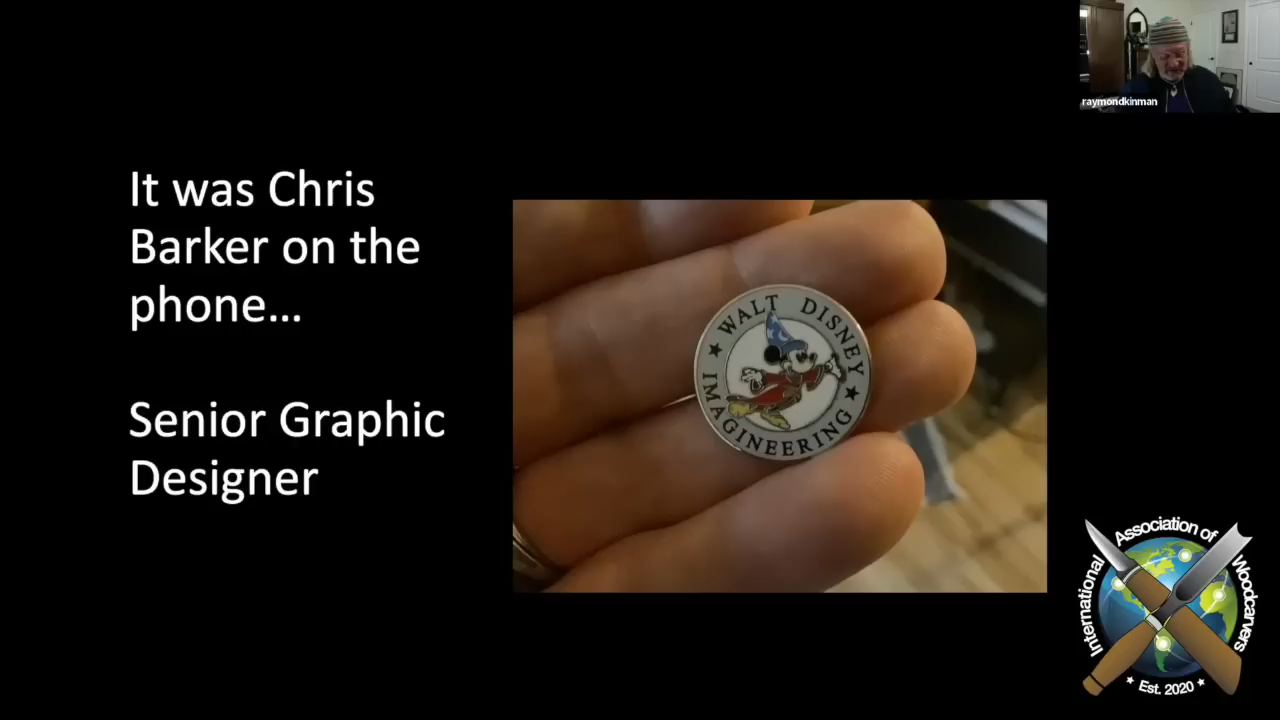 raymondkinman
It was Chris
Barker on the
phone...
Senior Graphic
Designer
★ WALT DISNEY ★
IMAGINEERING
International Association of Woodcarvers
★ Est. 2020 ★